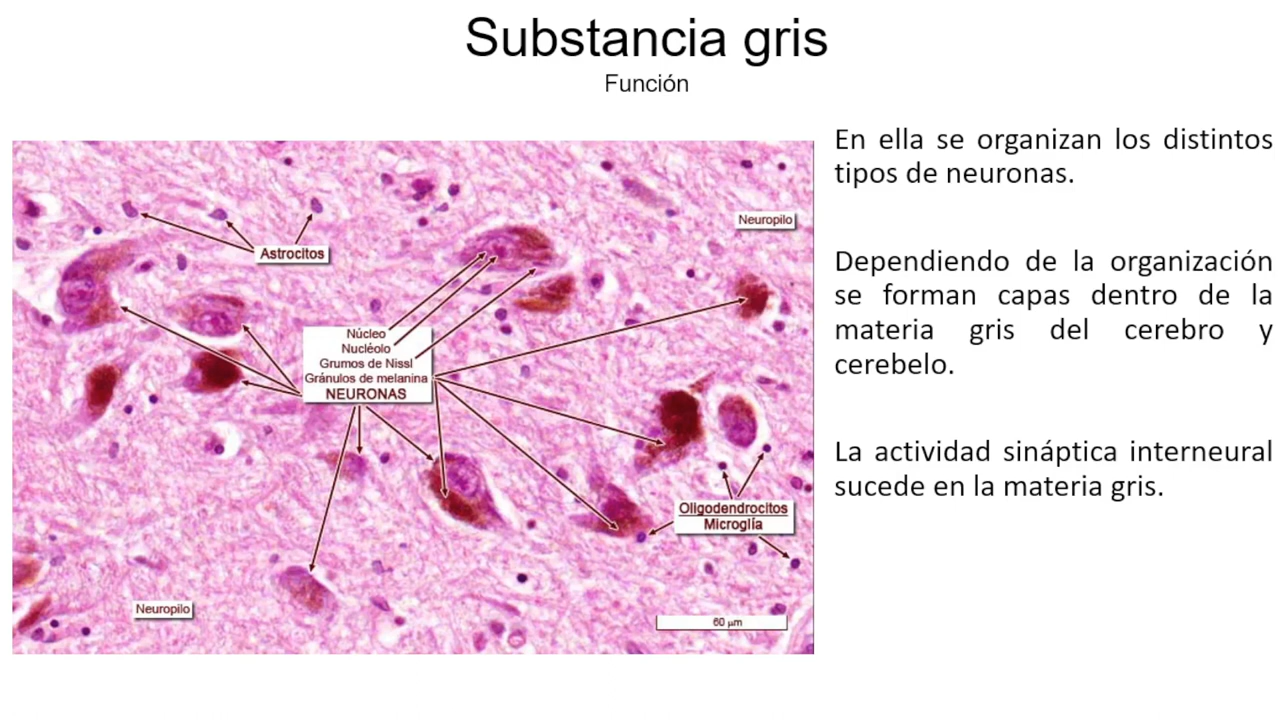 Substancia gris
Función
En ella se organizan los distintos
tipos de neuronas.
Dependiendo de la organización
se forman capas dentro de la
materia gris del cerebro y
cerebelo.
La actividad sináptica interneural
sucede en la materia gris.
Neuropilo
Astrocitos
Núcleo
Nucléolo
Grumos de Nissl
Gránulos de melanina
NEURONAS
Oligodendrocitos
Microglía
Neuropilo
60 µm